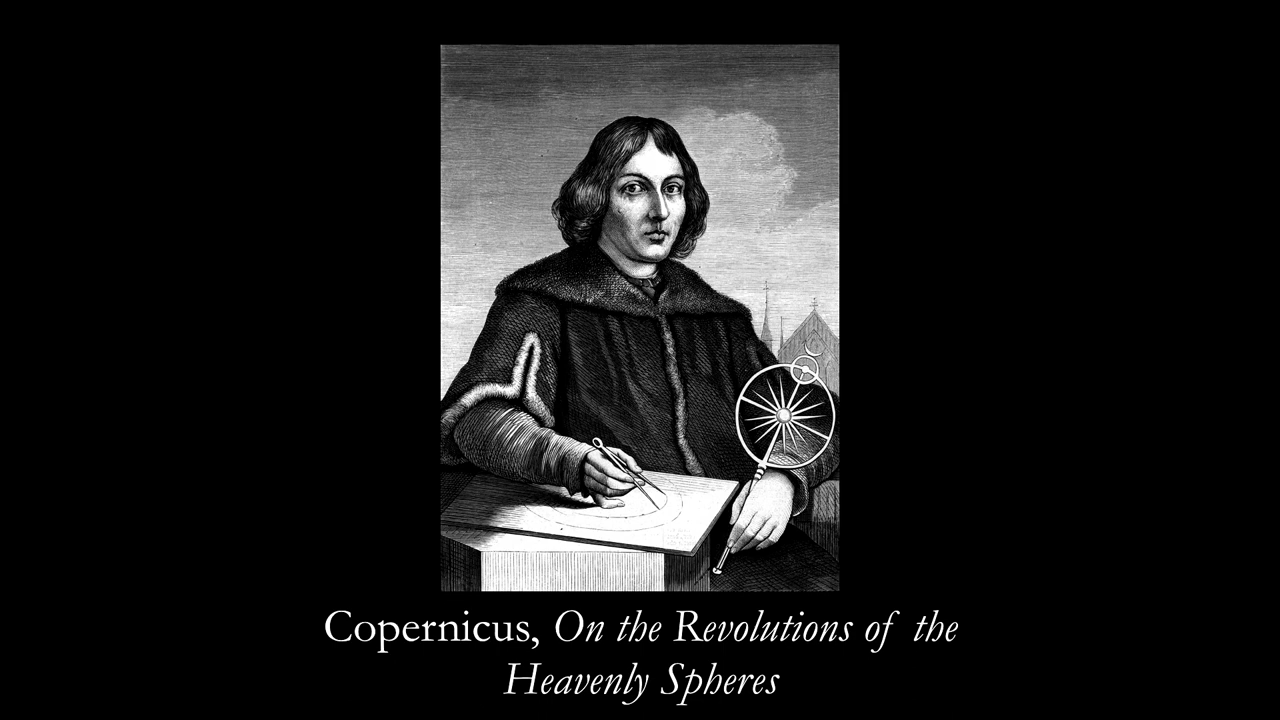 Copernicus, On the Revolutions of the
Heavenly Spheres